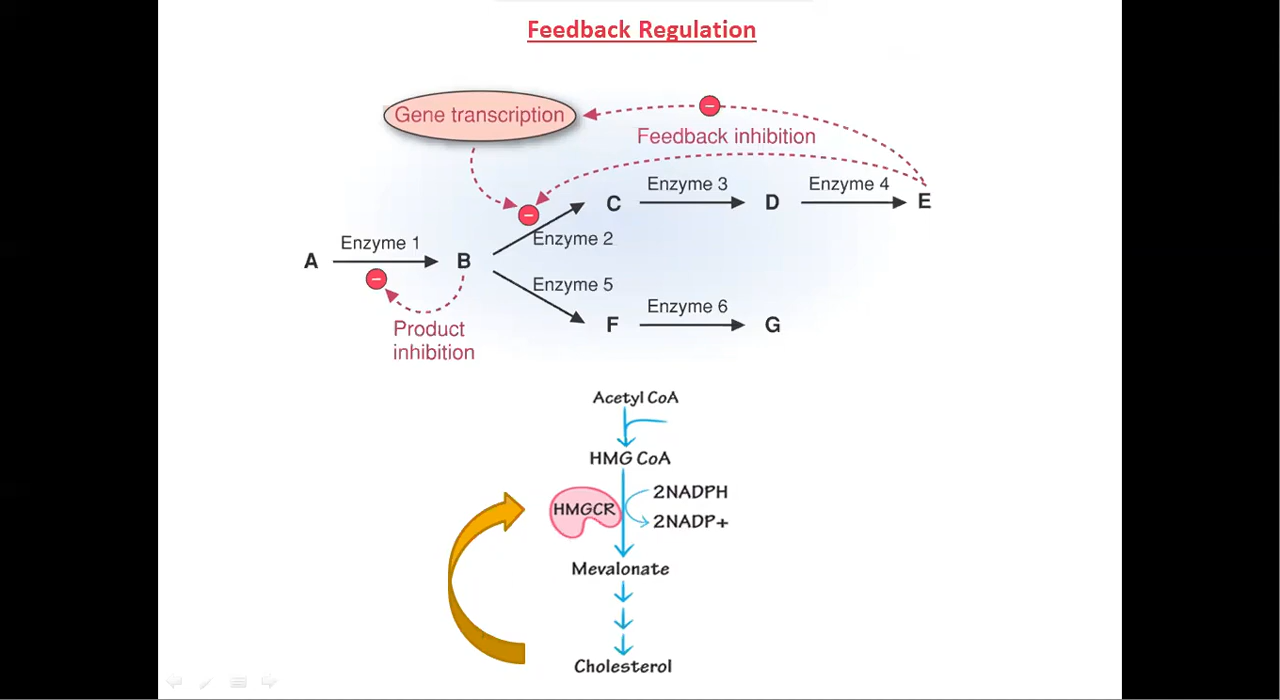 Feedback Regulation
Gene transcription
Feedback inhibition
Enzyme 3
Enzyme 4
C
D
E
Enzyme 2
Enzyme 1
A
B
Enzyme 5
Enzyme 6
F
G
Product
inhibition
Acetyl CoA
HMG CoA
2NADPH
HMGCR
2NADP+
Mevalonate
Cholesterol